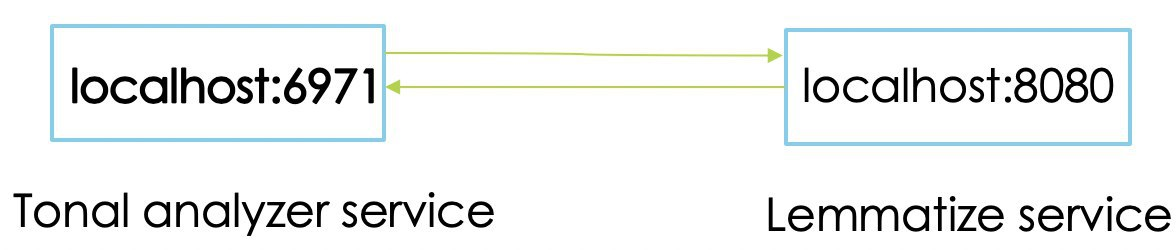 localhost:6971
localhost:8080
Tonal analyzer service
Lemmatize service